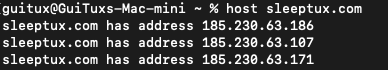 guitux@GuiTuxs-Mac-mini ~ % host sleeptux.com
sleeptux.com has address 185.230.63.186
sleeptux.com has address 185.230.63.107
sleeptux.com has address 185.230.63.171